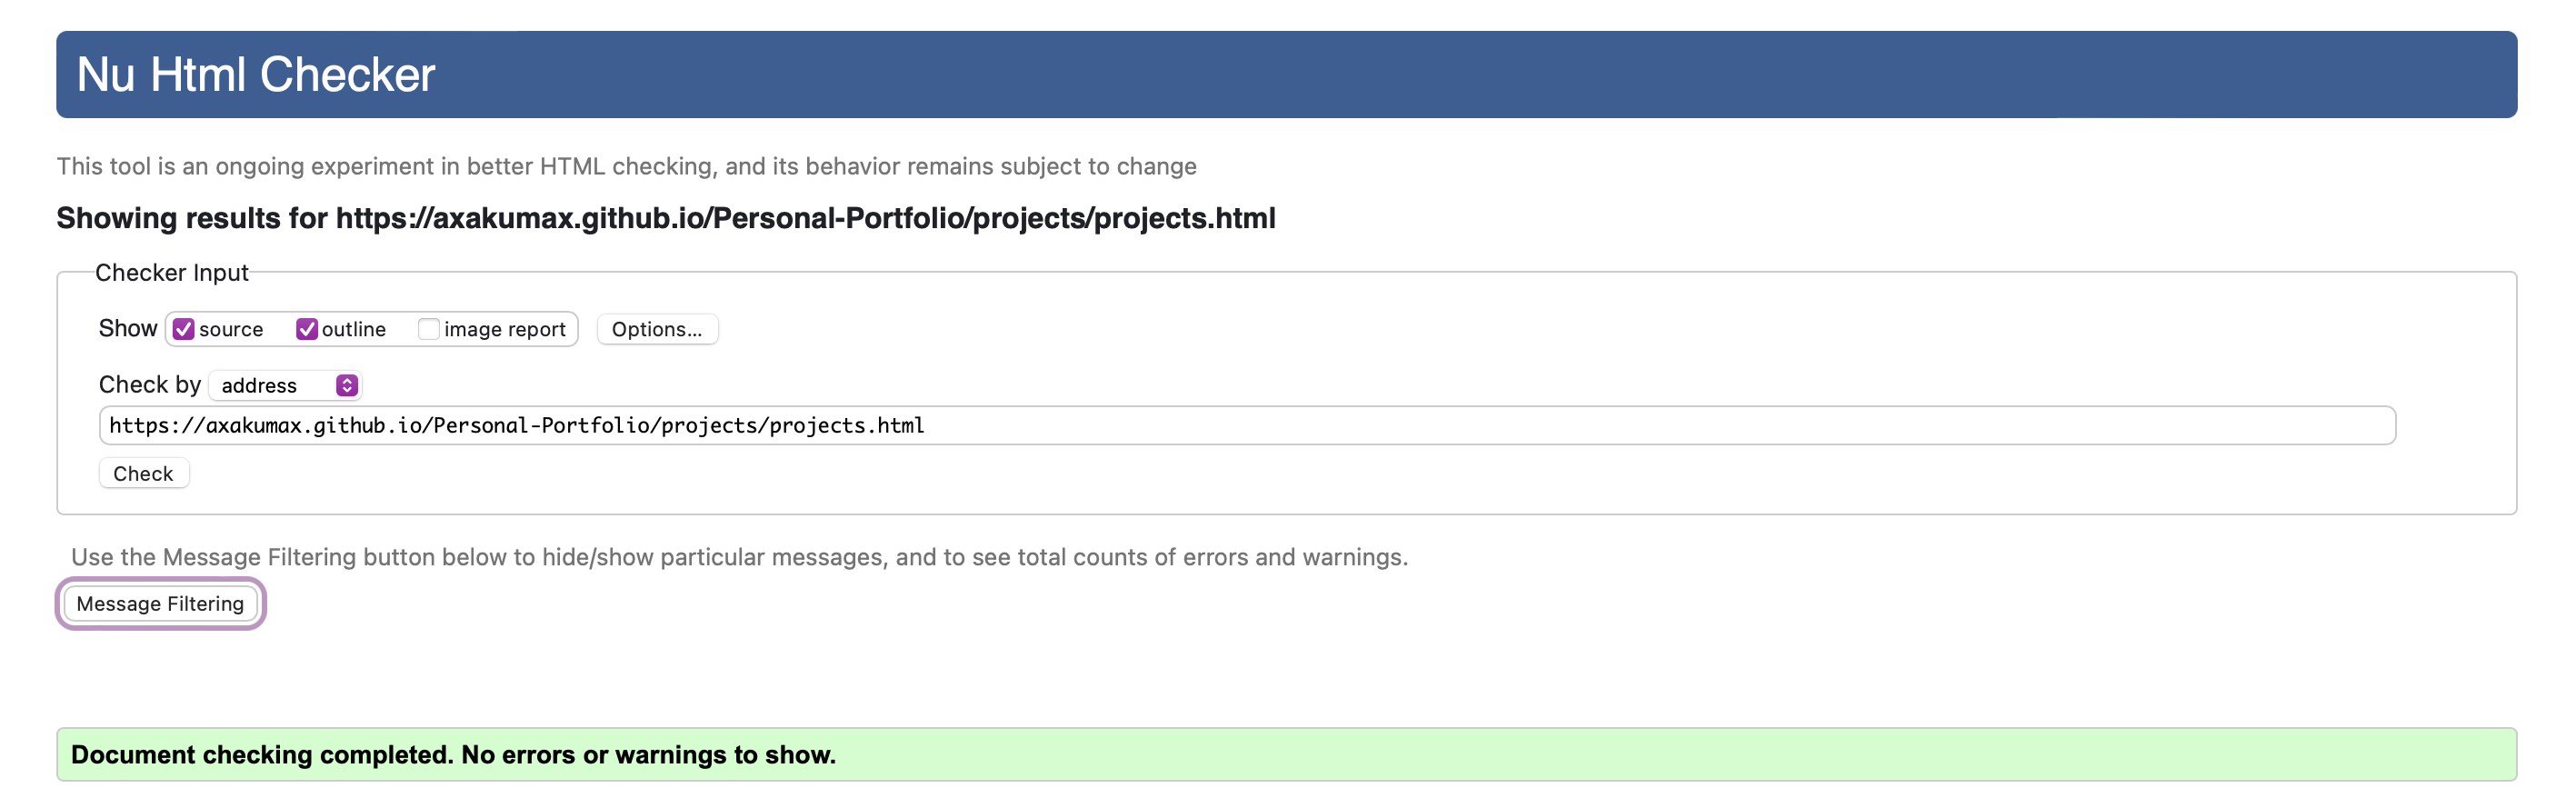 Nu Html Checker
This tool is an ongoing experiment in better HTML checking, and its behavior remains subject to change
Showing results for https://axakumax.github.io/Personal-Portfolio/projects/projects.html
Checker Input
Show source outline image report Options...
Check by address
https://axakumax.github.io/Personal-Portfolio/projects/projects.html
Check
Use the Message Filtering button below to hide/show particular messages, and to see total counts of errors and warnings.
Message Filtering
Document checking completed. No errors or warnings to show.